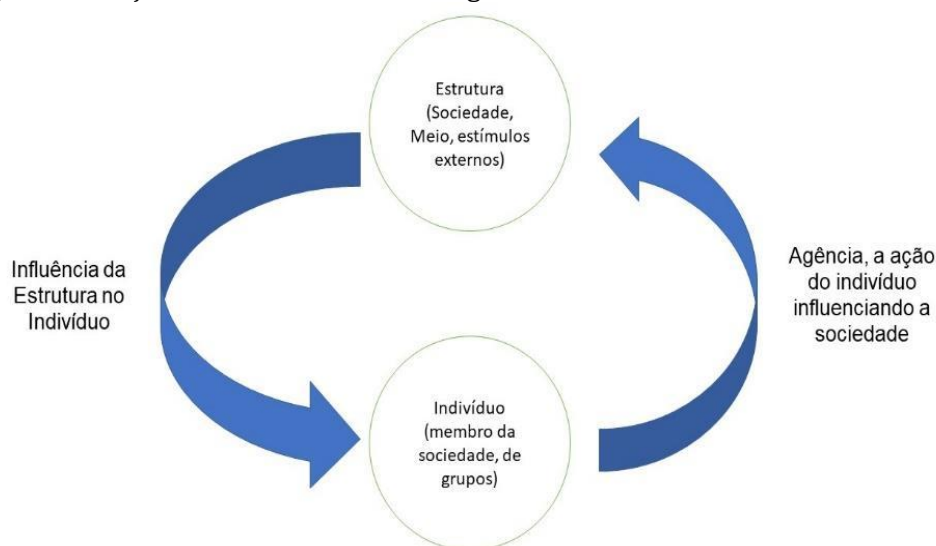 Estrutura
(Sociedade,
Meio, estímulos
externos)
Influência da
Estrutura no
Indivíduo
Agência, a ação
do indivíduo
influenciando a
sociedade
Indivíduo
(membro da
sociedade, de
grupos)